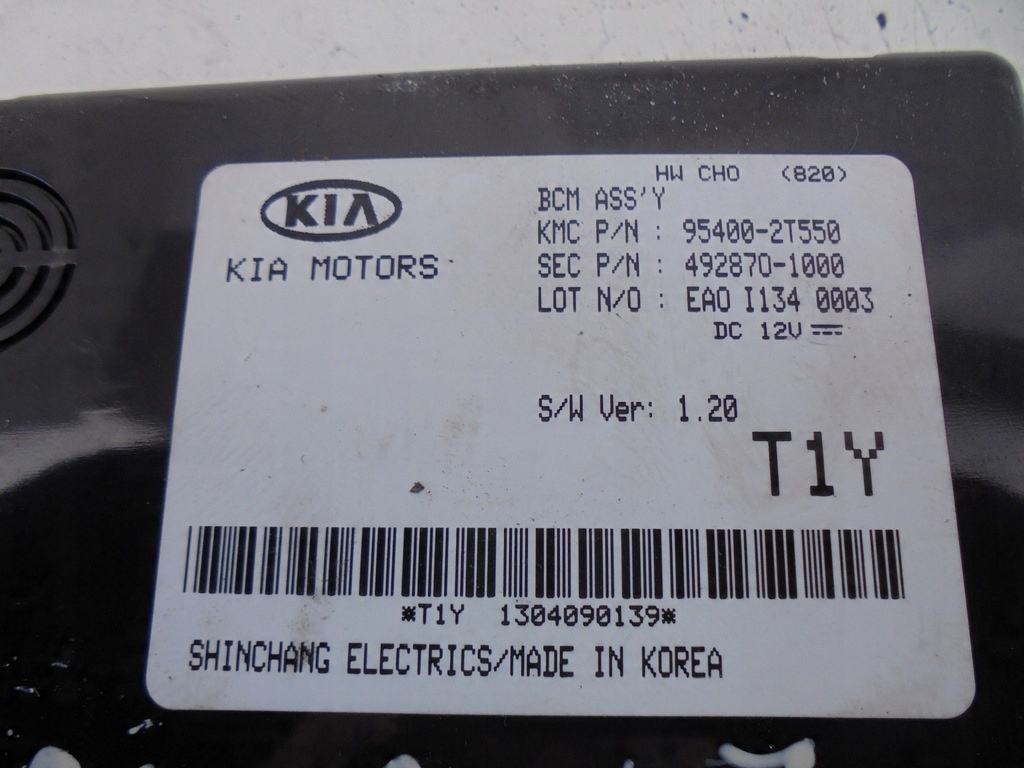 HW CHO (820)
KIA
KIA MOTORS
BCM ASS'Y
KMC P/N : 95400-2T550
SEC P/N : 492870-1000
LOT N/O : EAO I134 0003
DC 12V
S/W Ver: 1.20
T1Y
*T1Y 1304090139*
SHINCHANG ELECTRICS/MADE IN KOREA